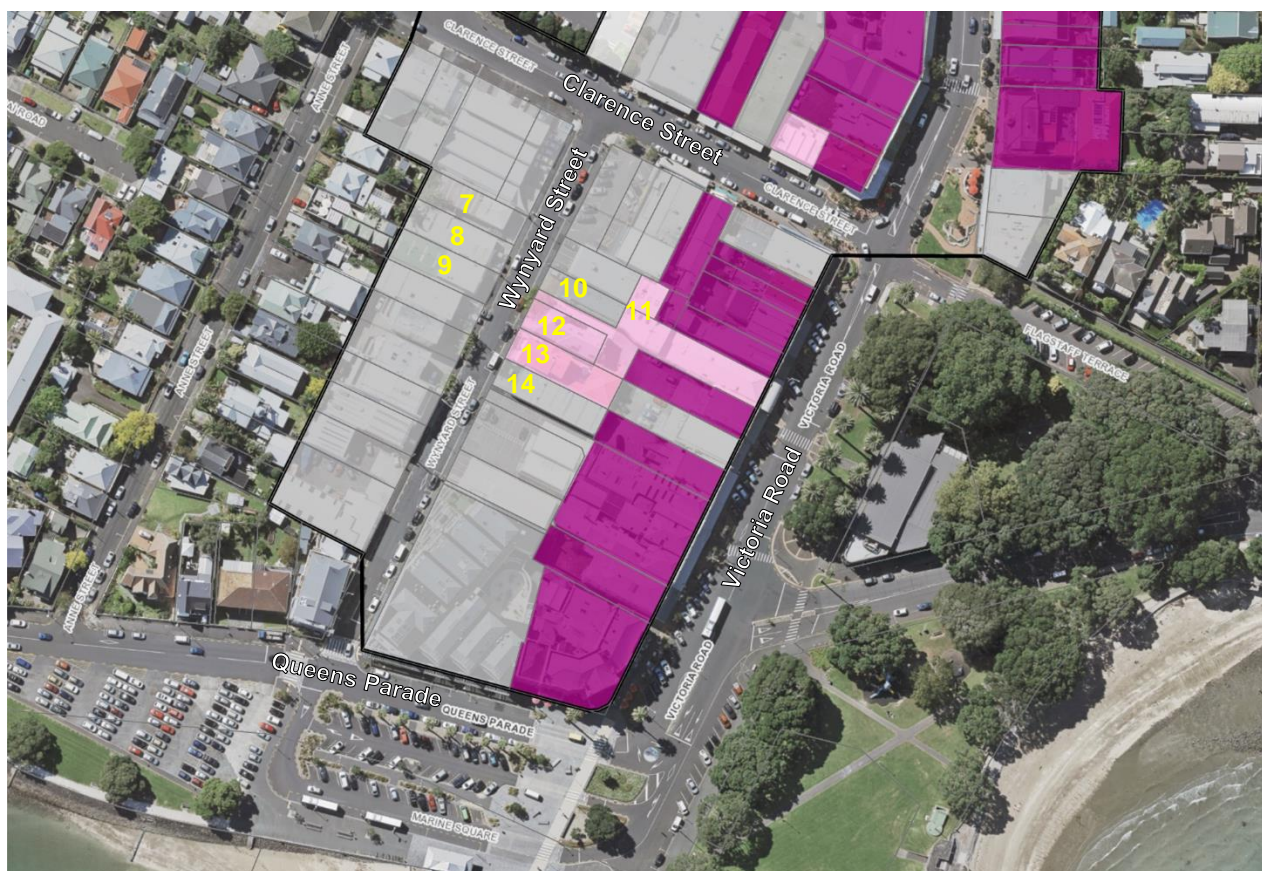 CLARENCE STREET
ANNE STREET
Clarence Street
AI ROAD
Wynyard Street
CLARENCE STREET
7
8
9
10
11
12
13
14
ANNE STREET
FLAGSTAFF TERRACE
VICTORIA ROAD
WYNYARD STREET
Victoria Road
ANNE STREET
Queens Parade
QUEENS PARADE
VICTORIA ROAD
MARINE SQUARE